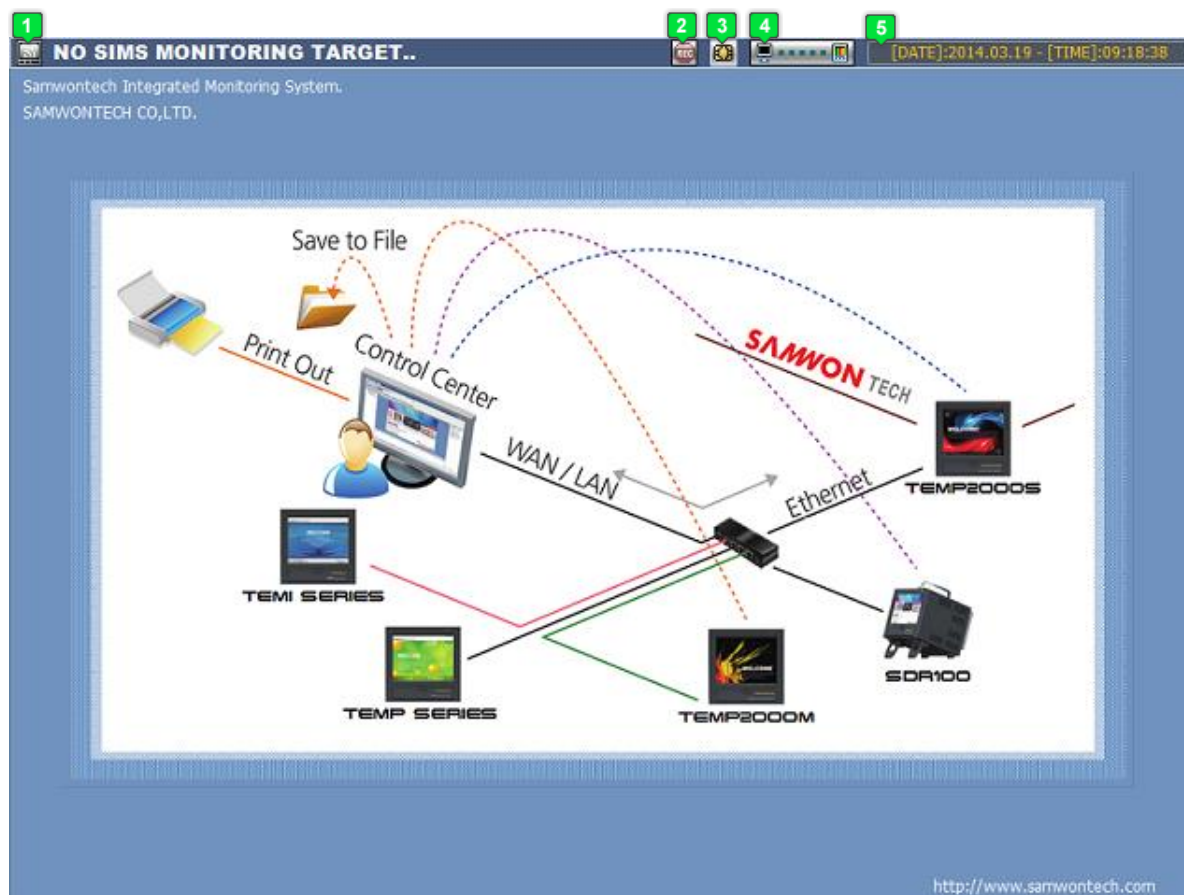 1
2
3
4
5
NO SIMS MONITORING TARGET..
REC
[DATE]:2014.03.19 - [TIME]:09:18:38
Samwontech Integrated Monitoring System.
SAMWONTECH CO,LTD.
Save to File
Print Out
Control Center
SAMWON TECH
WAN / LAN
Ethernet
TEMP2000S
TEMI SERIES
SDR100
TEMP SERIES
TEMP2000M
http://www.samwontech.com